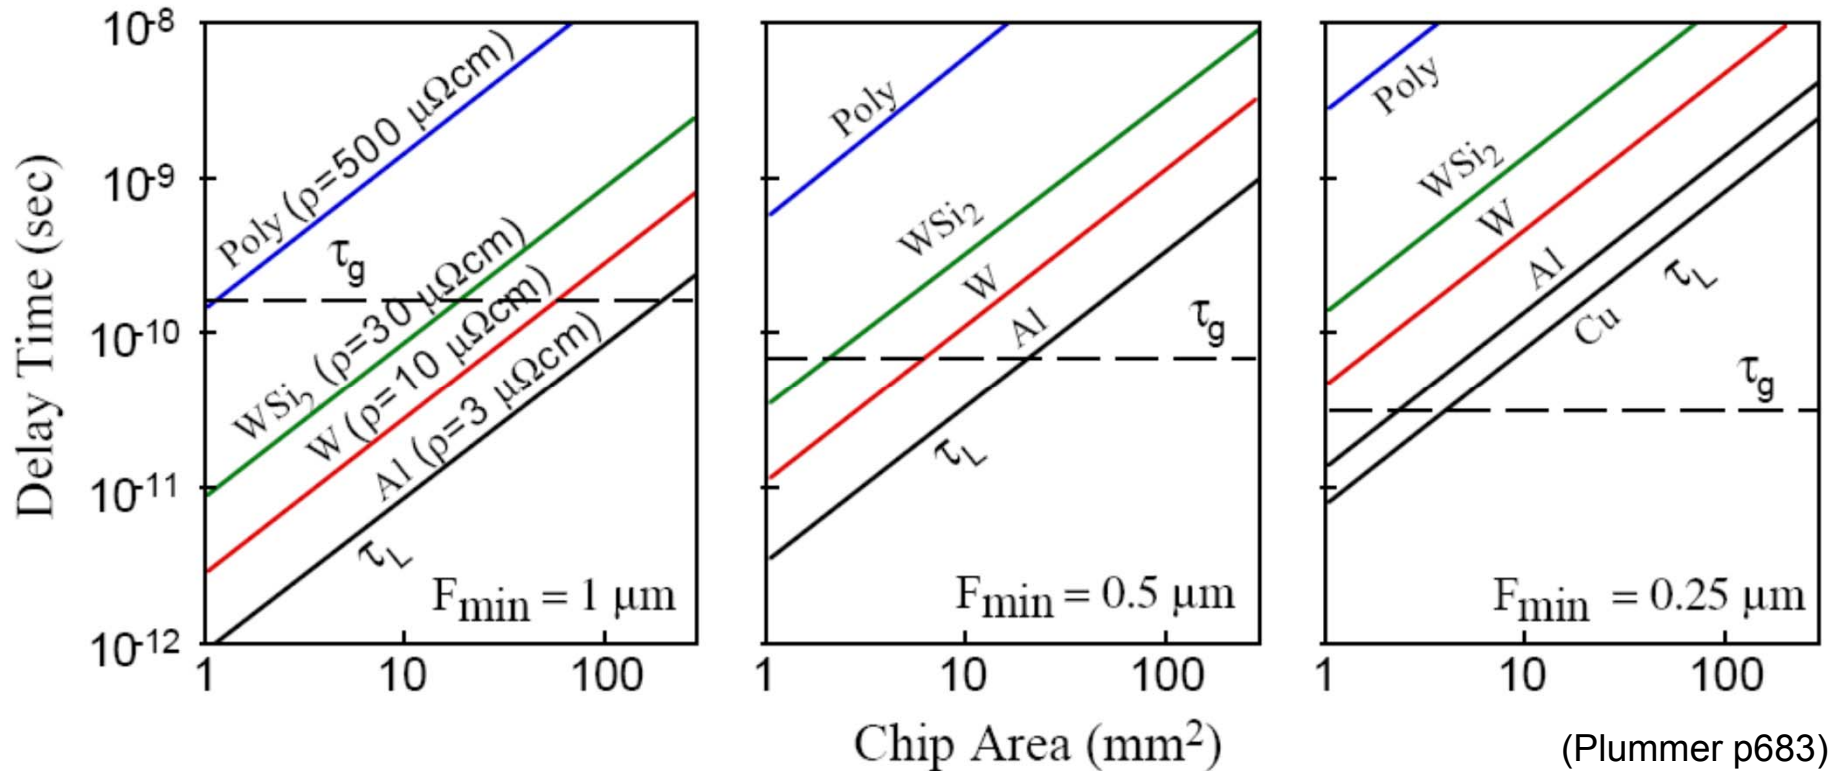 Delay Time (sec)
10-8
10-9
10-10
10-11
10-12
Poly (ρ=500 μΩcm)
τg
WSi2 (ρ=30 μΩcm)
W (ρ=10 μΩcm)
Al (ρ=3 μΩcm)
τL
Fmin = 1 μm
1 10 100
Poly
WSi2
W
Al
τg
τL
Fmin = 0.5 μm
1 10 100
Poly
WSi2
W
Al
τL
Cu
τg
Fmin = 0.25 μm
1 10 100
Chip Area (mm2)
(Plummer p683)